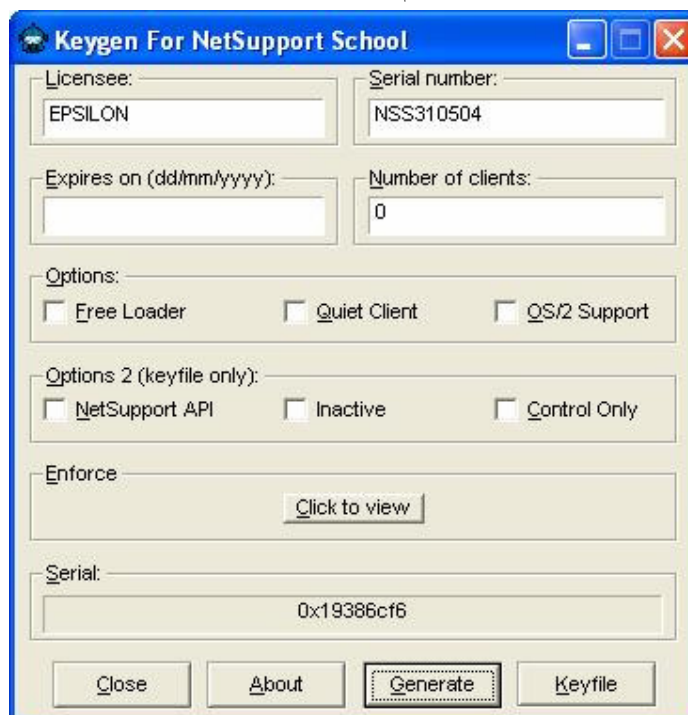 Keygen For NetSupport School
Licensee: Serial number:
EPSILON NSS310504
Expires on (dd/mm/yyyy): Number of clients:
0
Options:
Free Loader Quiet Client OS/2 Support
Options 2 (keyfile only):
NetSupport API Inactive Control Only
Enforce
Click to view
Serial:
0x19386cf6
Close About Generate Keyfile